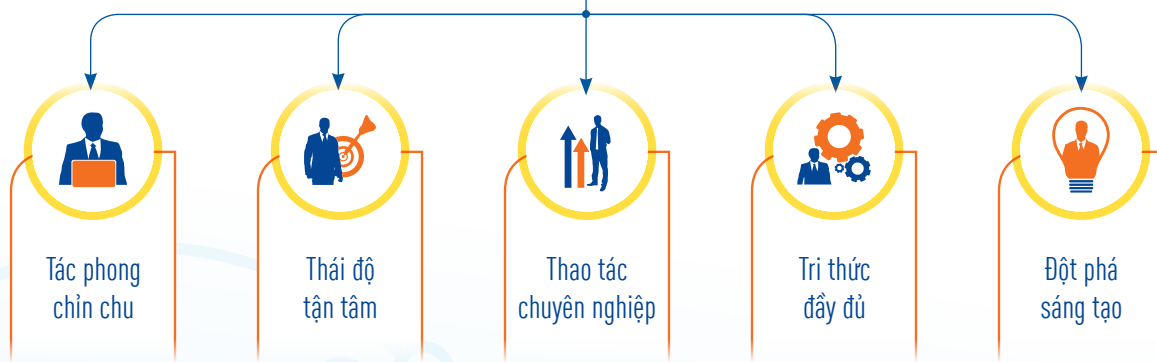 Tác phong
chỉn chu
Thái độ
tận tâm
Thao tác
chuyên nghiệp
Tri thức
đầy đủ
Đột phá
sáng tạo